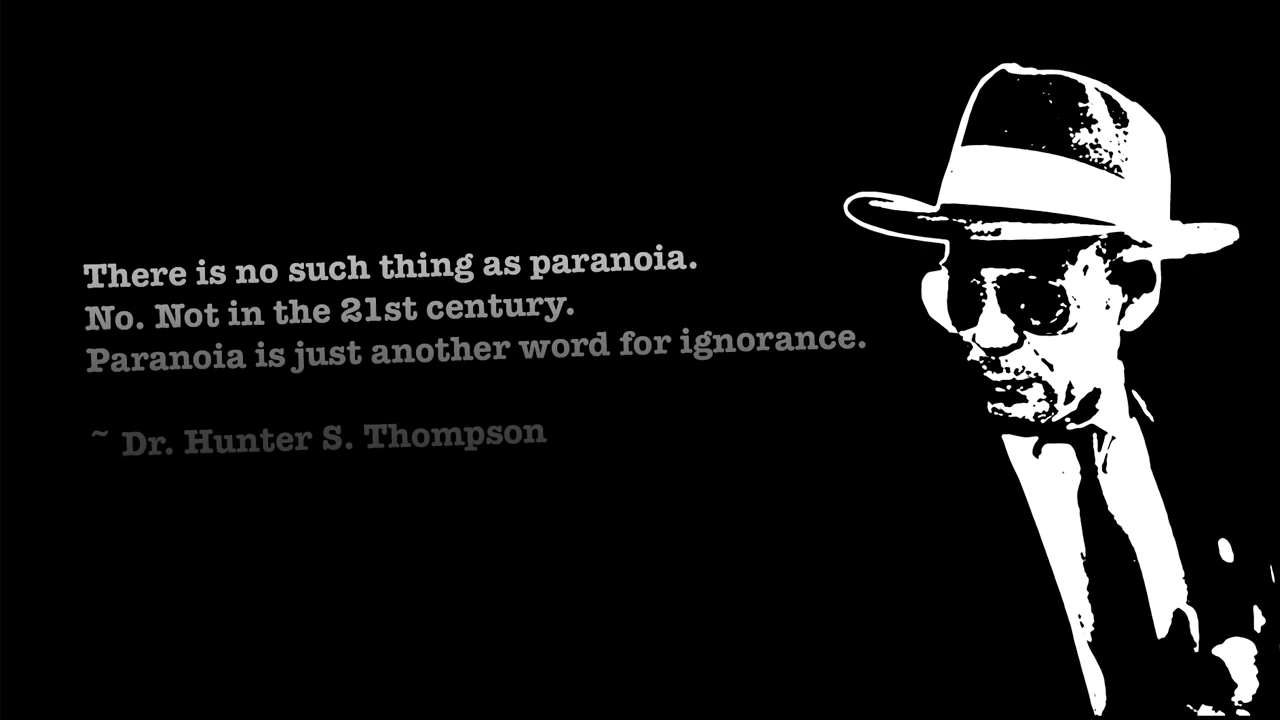 There is no such thing as paranoia.
No. Not in the 21st century.
Paranoia is just another word for ignorance.
~ Dr. Hunter S. Thompson